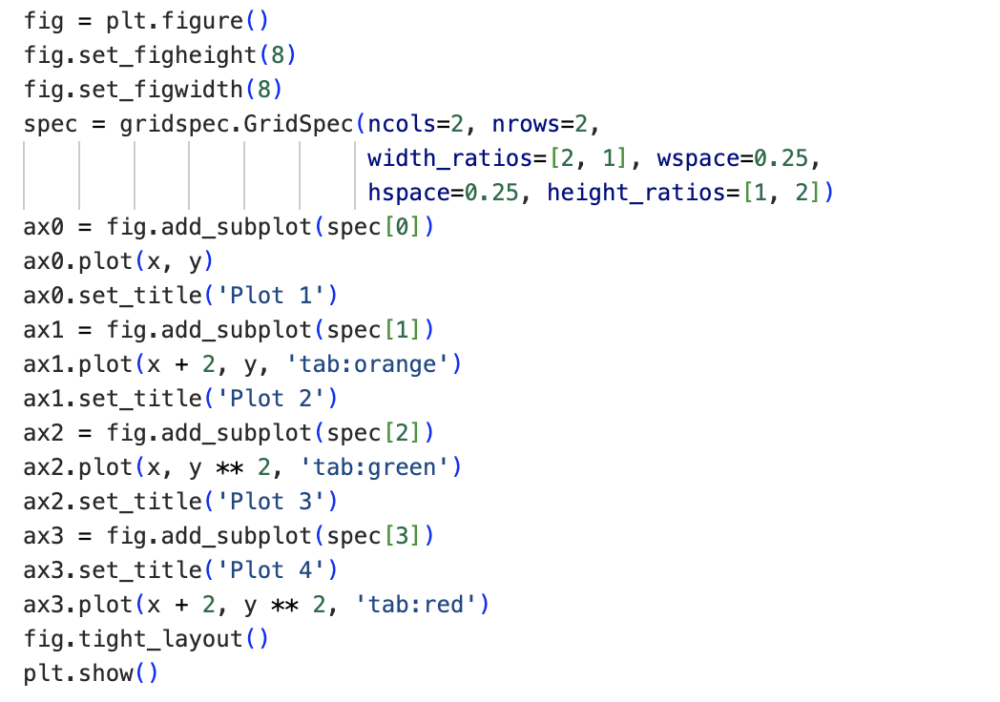 fig = plt.figure()
fig.set_figheight(8)
fig.set_figwidth(8)
spec = gridspec.GridSpec(ncols=2, nrows=2,
                         width_ratios=[2, 1], wspace=0.25,
                         hspace=0.25, height_ratios=[1, 2])
ax0 = fig.add_subplot(spec[0])
ax0.plot(x, y)
ax0.set_title('Plot 1')
ax1 = fig.add_subplot(spec[1])
ax1.plot(x + 2, y, 'tab:orange')
ax1.set_title('Plot 2')
ax2 = fig.add_subplot(spec[2])
ax2.plot(x, y ** 2, 'tab:green')
ax2.set_title('Plot 3')
ax3 = fig.add_subplot(spec[3])
ax3.set_title('Plot 4')
ax3.plot(x + 2, y ** 2, 'tab:red')
fig.tight_layout()
plt.show()